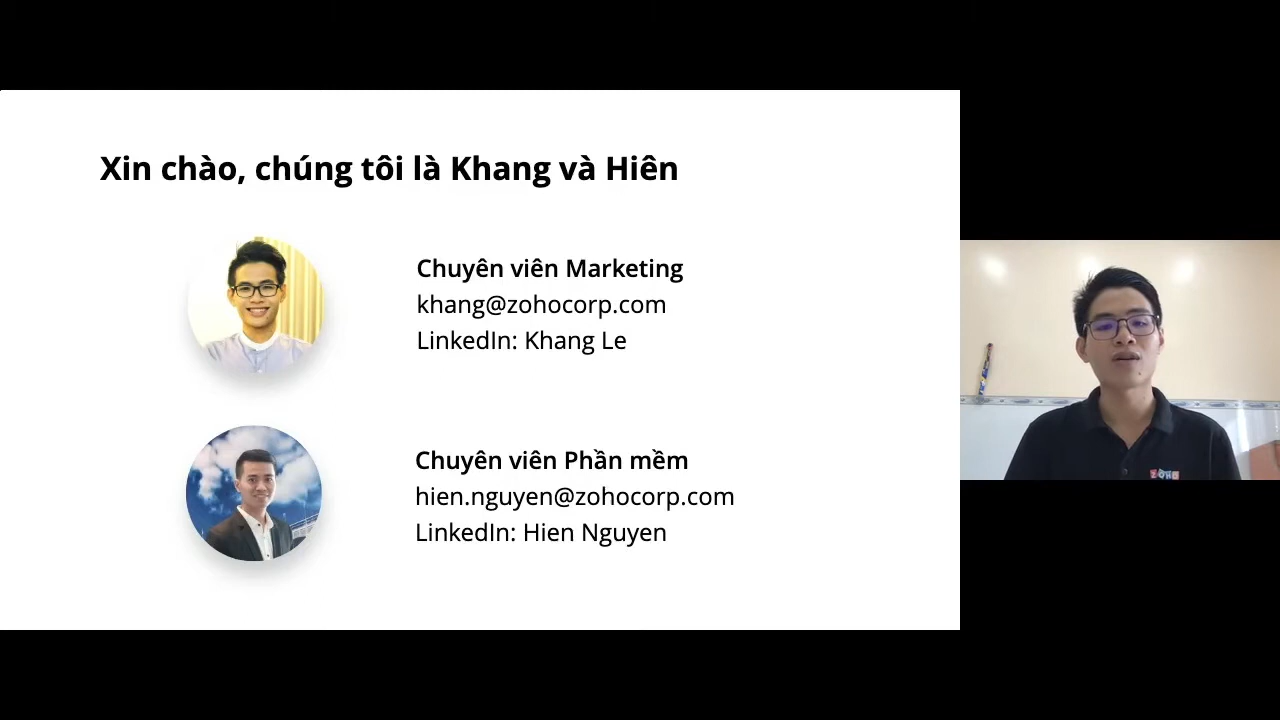 Xin chào, chúng tôi là Khang và Hiên
Chuyên viên Marketing
khang@zohocorp.com
LinkedIn: Khang Le
Chuyên viên Phần mềm
hien.nguyen@zohocorp.com
LinkedIn: Hien Nguyen
ZOHO